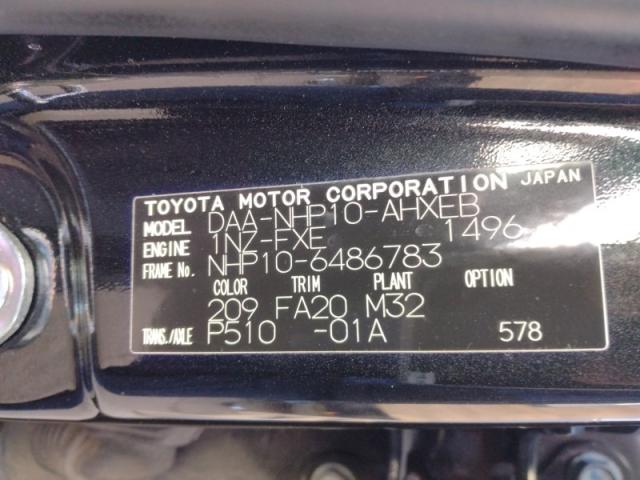 TOYOTA MOTOR CORPORATION JAPAN
MODEL DAA-NHP10-AHXEB
ENGINE 1NZ-FXE 1496
FRAME No. NHP10-6486783
COLOR TRIM PLANT OPTION
209 FA20 M32
TRANS./AXLE P510 -01A 578